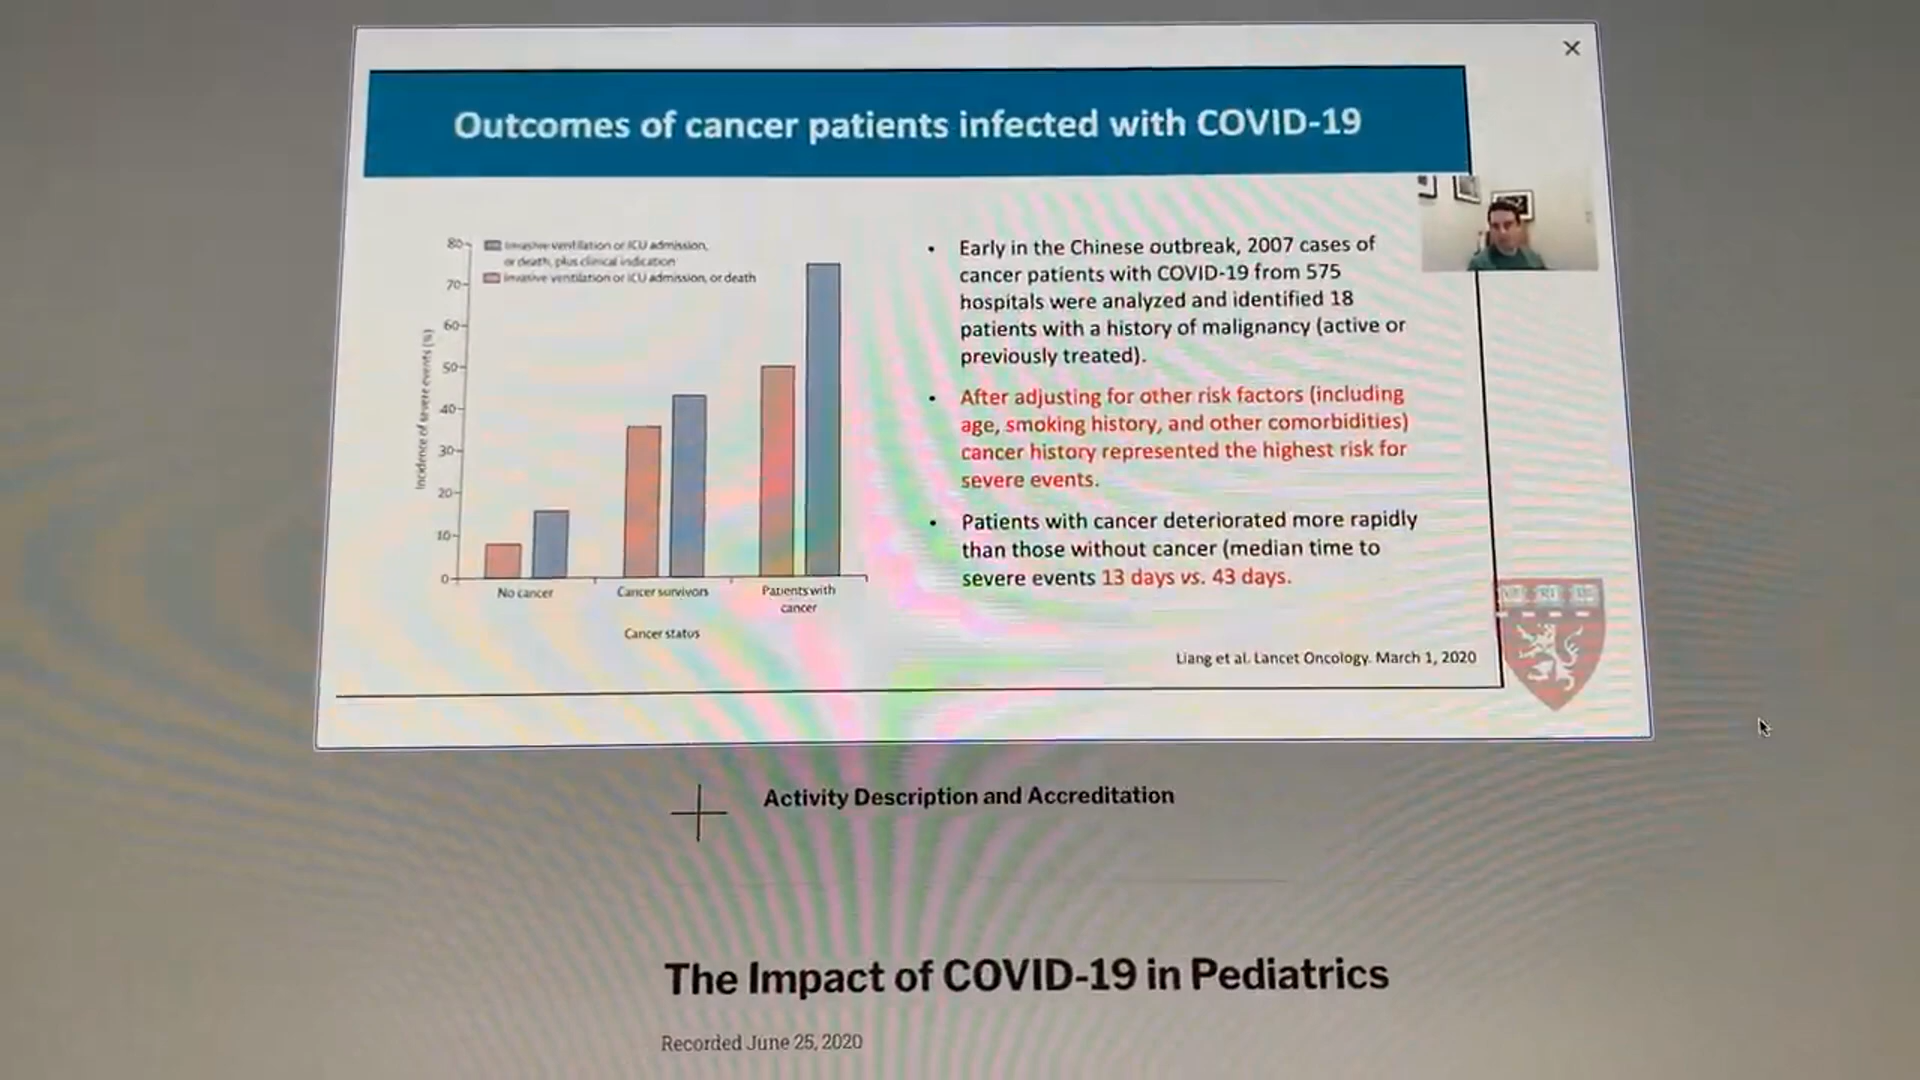 Outcomes of cancer patients infected with COVID-19
80
70
60
50
40
30
20
10
0
Incidence of severe events (%)
Invasive ventilation or ICU admission,
or death, plus clinical indication
Invasive ventilation or ICU admission, or death
No cancer
Cancer survivors
Patients with
cancer
Cancer status
• Early in the Chinese outbreak, 2007 cases of
cancer patients with COVID-19 from 575
hospitals were analyzed and identified 18
patients with a history of malignancy (active or
previously treated).
• After adjusting for other risk factors (including
age, smoking history, and other comorbidities)
cancer history represented the highest risk for
severe events.
• Patients with cancer deteriorated more rapidly
than those without cancer (median time to
severe events 13 days vs. 43 days.
Liang et al. Lancet Oncology. March 1, 2020
Activity Description and Accreditation
The Impact of COVID-19 in Pediatrics
Recorded June 25, 2020